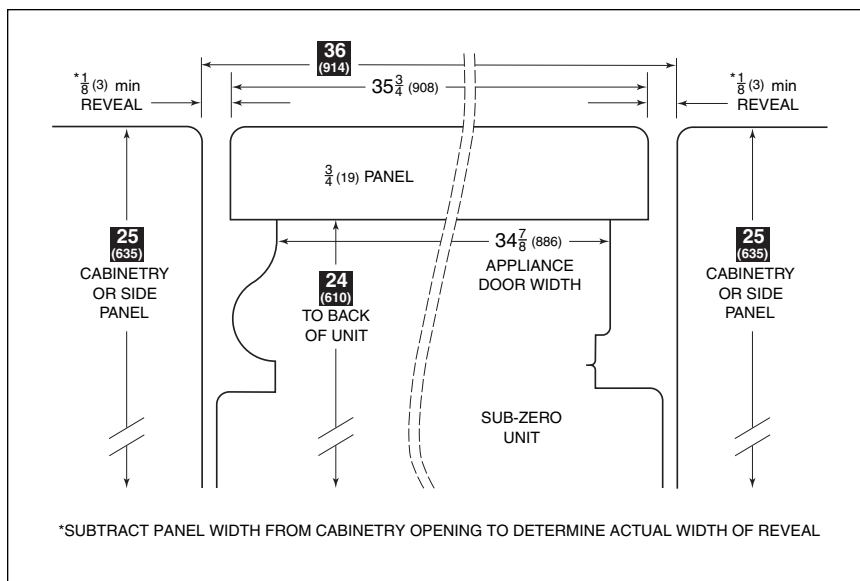 36
(914)
*1/8 (3) min
REVEAL
35 3/4 (908)
*1/8 (3) min
REVEAL
3/4 (19) PANEL
25
(635)
CABINETRY
OR SIDE
PANEL
24
(610)
TO BACK
OF UNIT
34 7/8 (886)
APPLIANCE
DOOR WIDTH
25
(635)
CABINETRY
OR SIDE
PANEL
SUB-ZERO
UNIT
*SUBTRACT PANEL WIDTH FROM CABINETRY OPENING TO DETERMINE ACTUAL WIDTH OF REVEAL